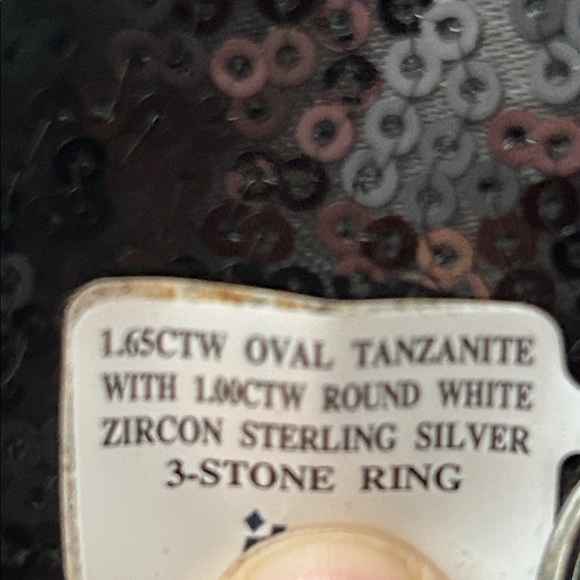 1.65CTW OVAL TANZANITE
WITH 1.00CTW ROUND WHITE
ZIRCON STERLING SILVER
3-STONE RING